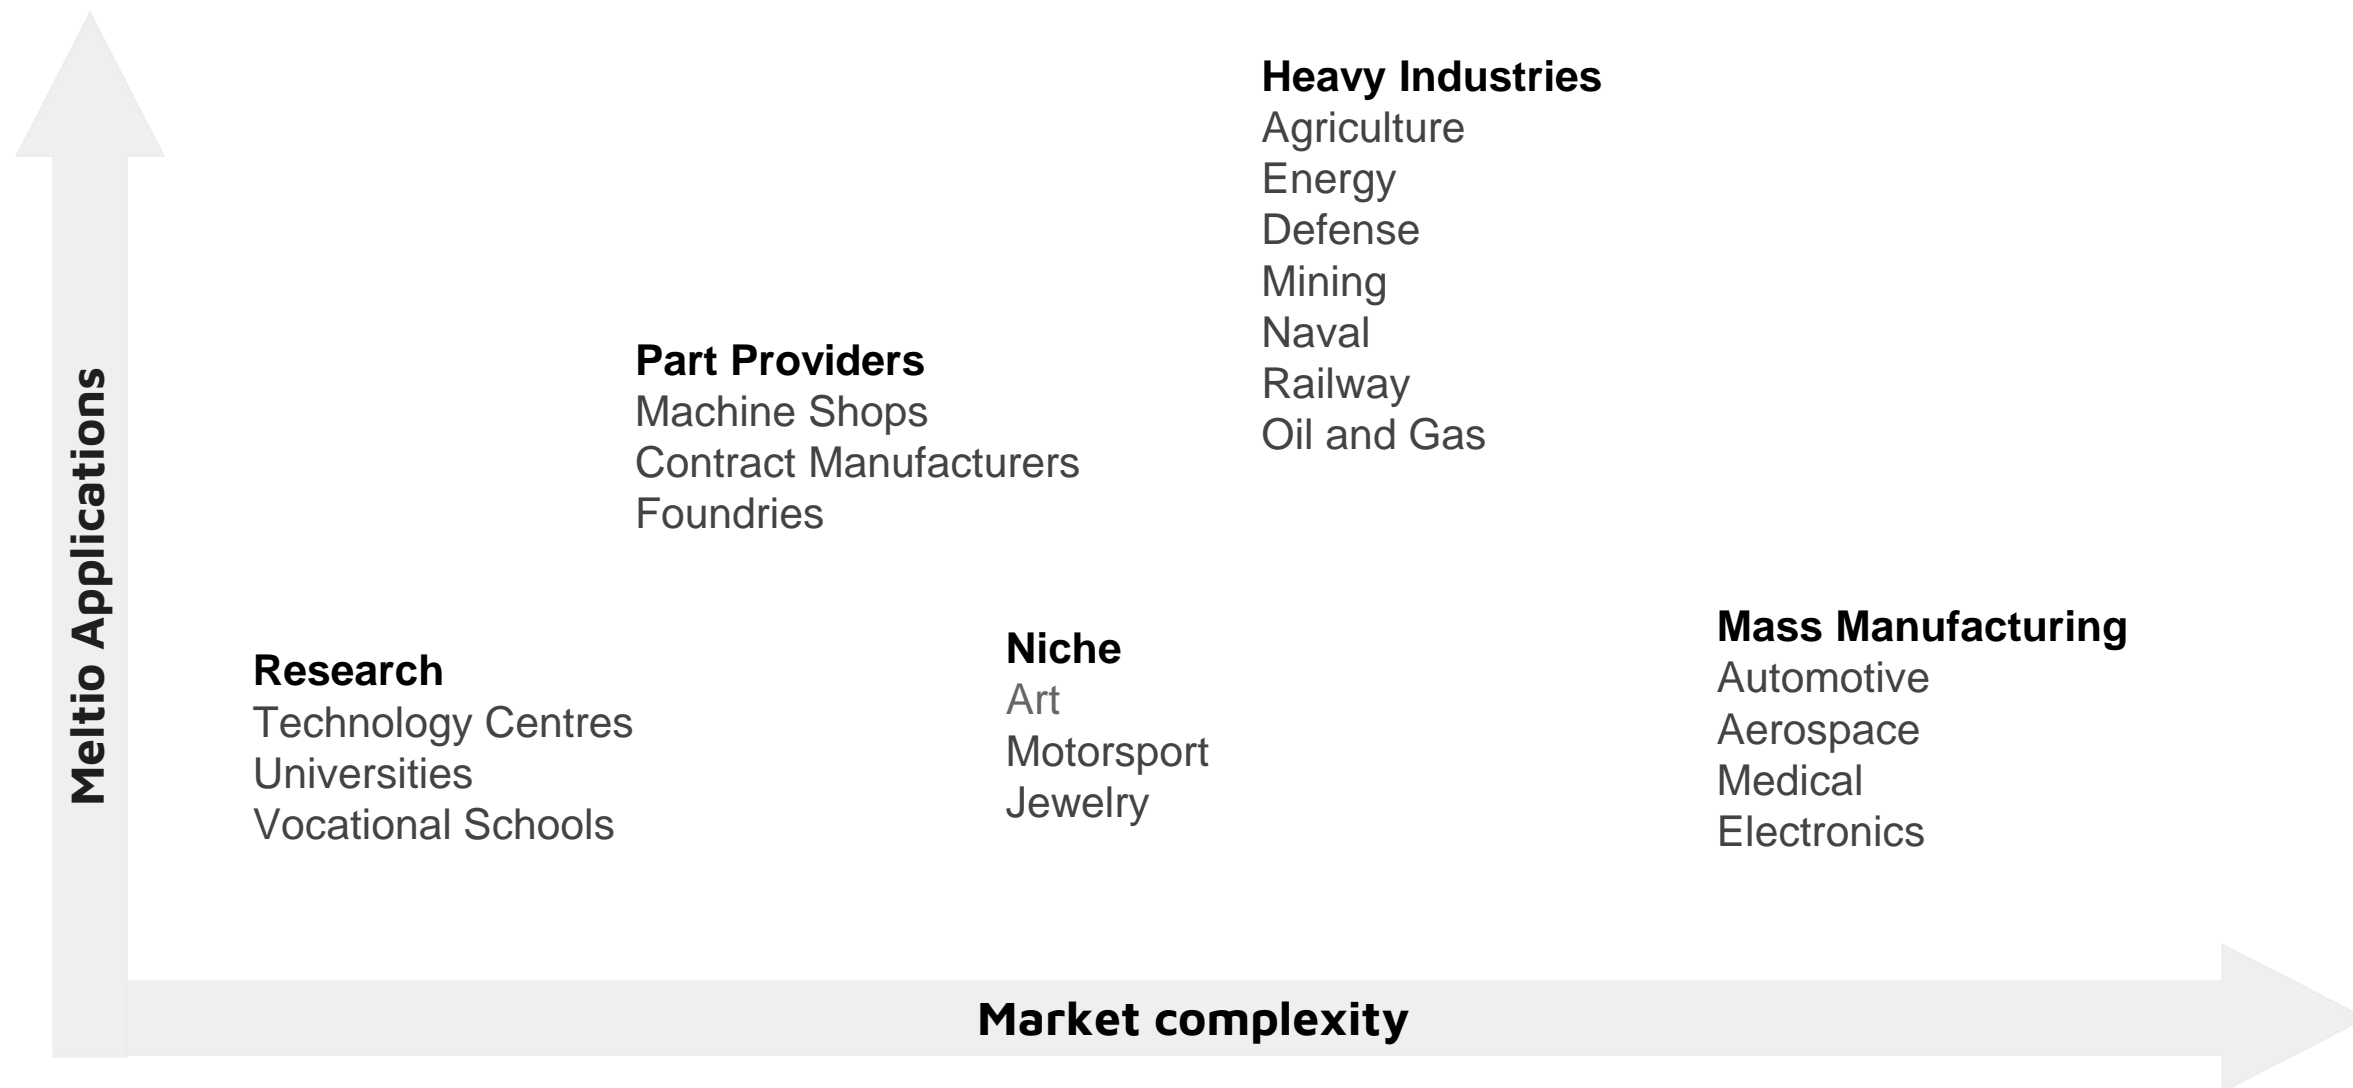 Meltio Applications
Heavy Industries
Agriculture
Energy
Defense
Mining
Naval
Railway
Oil and Gas
Part Providers
Machine Shops
Contract Manufacturers
Foundries
Research
Technology Centres
Universities
Vocational Schools
Niche
Art
Motorsport
Jewelry
Mass Manufacturing
Automotive
Aerospace
Medical
Electronics
Market complexity